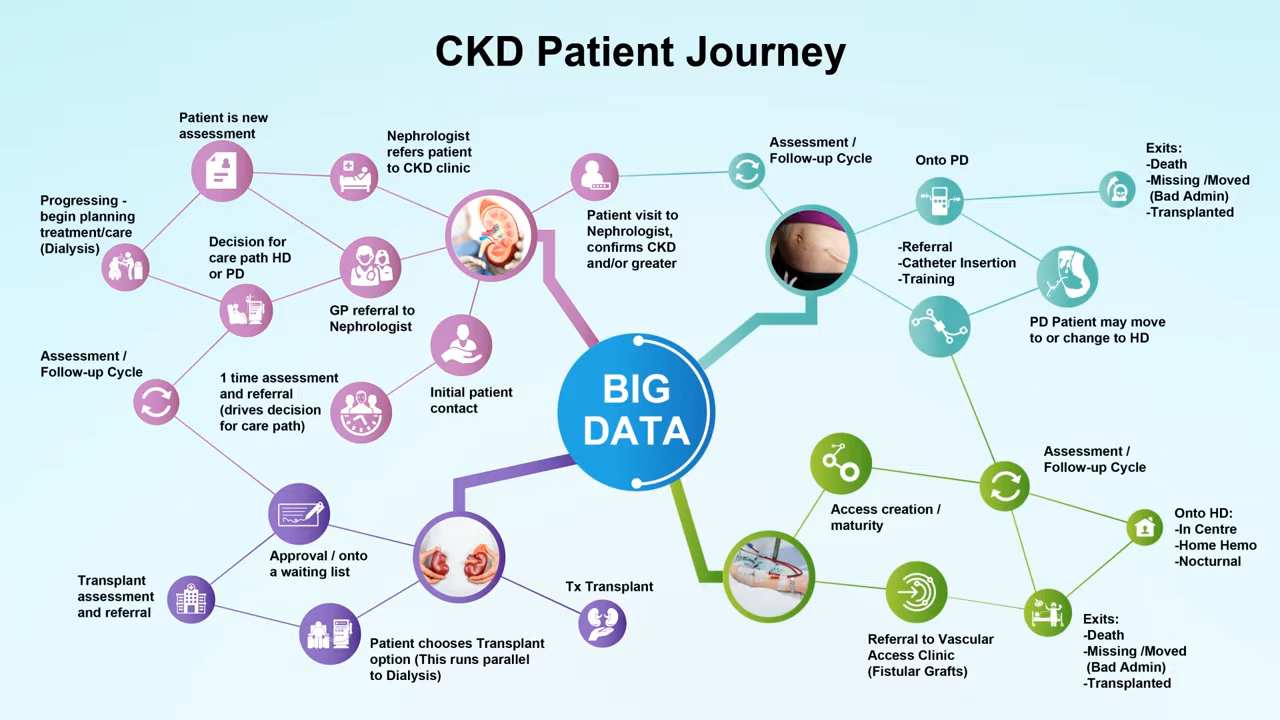 CKD Patient Journey
Patient is new
assessment
Nephrologist
refers patient
to CKD clinic
Progressing -
begin planning
treatment/care
(Dialysis)
Decision for
care path HD
or PD
GP referral to
Nephrologist
Assessment /
Follow-up Cycle
1 time assessment
and referral
(drives decision
for care path)
Initial patient
contact
Patient visit to
Nephrologist,
confirms CKD
and/or greater
Assessment /
Follow-up Cycle
Onto PD
Exits:
-Death
-Missing /Moved
(Bad Admin)
-Transplanted
-Referral
-Catheter Insertion
-Training
PD Patient may move
to or change to HD
BIG
DATA
Approval / onto
a waiting list
Transplant
assessment
and referral
Patient chooses Transplant
option (This runs parallel
to Dialysis)
Tx Transplant
Access creation /
maturity
Assessment /
Follow-up Cycle
Onto HD:
-In Centre
-Home Hemo
-Nocturnal
Referral to Vascular
Access Clinic
(Fistular Grafts)
Exits:
-Death
-Missing /Moved
(Bad Admin)
-Transplanted